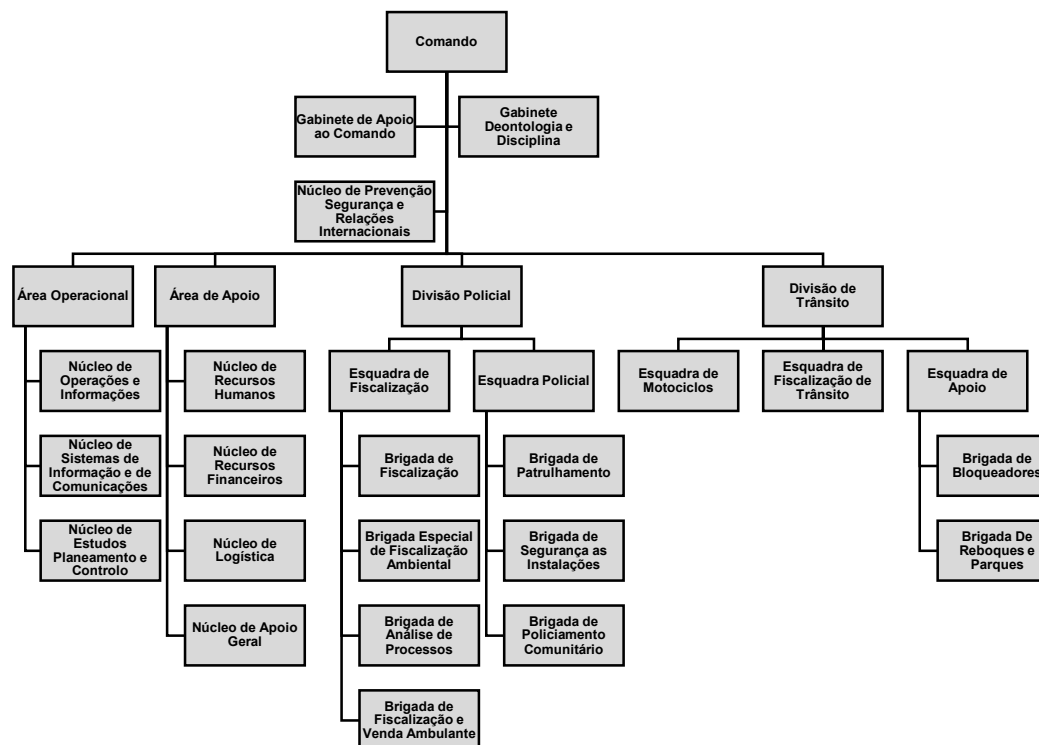 Comando
Gabinete de Apoio
ao Comando
Gabinete
Deontologia e
Disciplina
Núcleo de Prevenção
Segurança e
Relações
Internacionais
Área Operacional
Área de Apoio
Divisão Policial
Divisão de
Trânsito
Núcleo de
Operações e
Informações
Núcleo de
Recursos
Humanos
Esquadra de
Fiscalização
Esquadra Policial
Esquadra de
Motociclos
Esquadra de
Fiscalização de
Trânsito
Esquadra de
Apoio
Núcleo de
Sistemas de
Informação e de
Comunicações
Núcleo de
Recursos
Financeiros
Brigada de
Fiscalização
Brigada de
Patrulhamento
Brigada de
Bloqueadores
Núcleo de
Estudos
Planeamento e
Controlo
Núcleo de
Logística
Brigada Especial
de Fiscalização
Ambiental
Brigada de
Segurança as
Instalações
Brigada De
Reboques e
Parques
Núcleo de Apoio
Geral
Brigada de
Análise de
Processos
Brigada de
Policiamento
Comunitário
Brigada de
Fiscalização e
Venda Ambulante